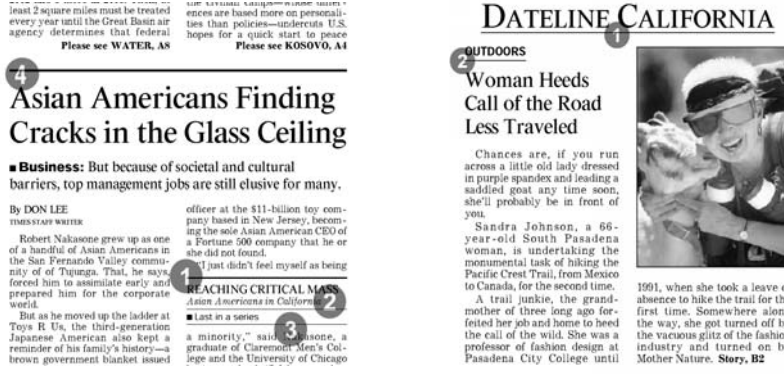 least 2 square miles must be treated
every year until the Great Basin air
agency determines that federal
Please see WATER, A8
ences are based more on personali-
ties than policies—undercuts U.S.
hopes for a quick start to peace
Please see KOSOVO, A4
4
Asian Americans Finding
Cracks in the Glass Ceiling
■ Business: But because of societal and cultural
barriers, top management jobs are still elusive for many.
By DON LEE
TIMES STAFF WRITER
Robert Nakasone grew up as one
of a handful of Asian Americans in
the San Fernando Valley commu-
nity of of Tujunga. That, he says,
forced him to assimilate early and
prepared him for the corporate
world.
But as he moved up the ladder at
Toys R Us, the third-generation
Japanese American also kept a
reminder of his family's history—a
brown government blanket issued
officer at the $11-billion toy com-
pany based in New Jersey, becom-
ing the sole Asian American CEO of
a Fortune 500 company that he or
she did not found.
"I just didn't feel myself as being
1
REACHING CRITICAL MASS
Asian Americans in California
2
■ Last in a series
3
a minority," said Nakasone, a
graduate of Claremont Men's Col-
lege and the University of Chicago
DATELINE CALIFORNIA
1
2
OUTDOORS
Woman Heeds
Call of the Road
Less Traveled
Chances are, if you run
across a little old lady dressed
in purple spandex and leading a
saddled goat any time soon,
she'll probably be in front of
you.
Sandra Johnson, a 66-
year-old South Pasadena
woman, is undertaking the
monumental task of hiking the
Pacific Crest Trail, from Mexico
to Canada, for the second time.
A trail junkie, the grand-
mother of three long ago for-
feited her job and home to heed
the call of the wild. She was a
professor of fashion design at
Pasadena City College until
1991, when she took a leave
absence to hike the trail for th
first time. Somewhere alon
the way, she got turned off b
the vacuous glitz of the fashio
industry and turned on b
Mother Nature. Story, B2